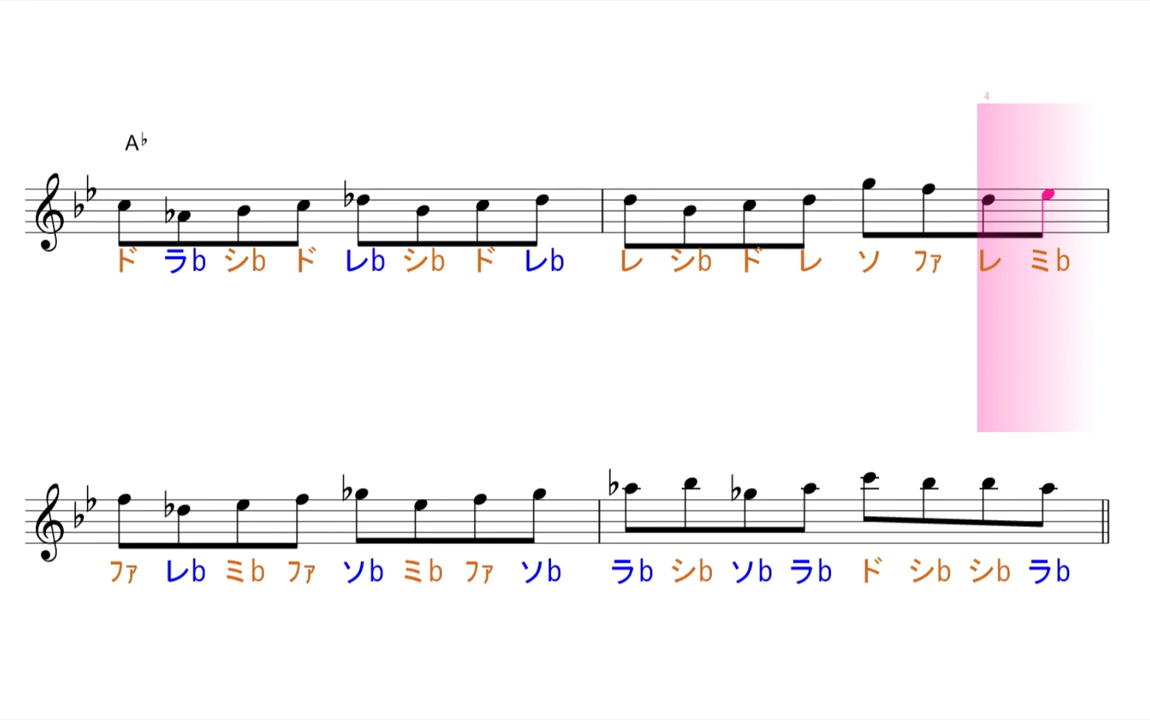 4
A♭
ド ラb シb ド レb シb ド レb レ シb ド レ ソ ファ レ ミb
ファ レb ミb ファ ソb ミb ファ ソb ラb シb ソb ラb ド シb シb ラb